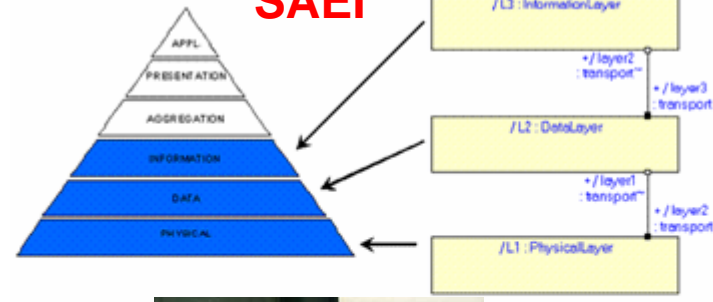 SAEI
/ L3 : InformationLayer
APPL.
PRESENTATION
AGGREGATION
INFORMATION
DATA
PHYSICAL
+ / layer2
: transport~
+ / layer3
: transport
/ L2 : DataLayer
+ / layer1
: transport~
+ / layer2
: transport
/ L1 : PhysicalLayer